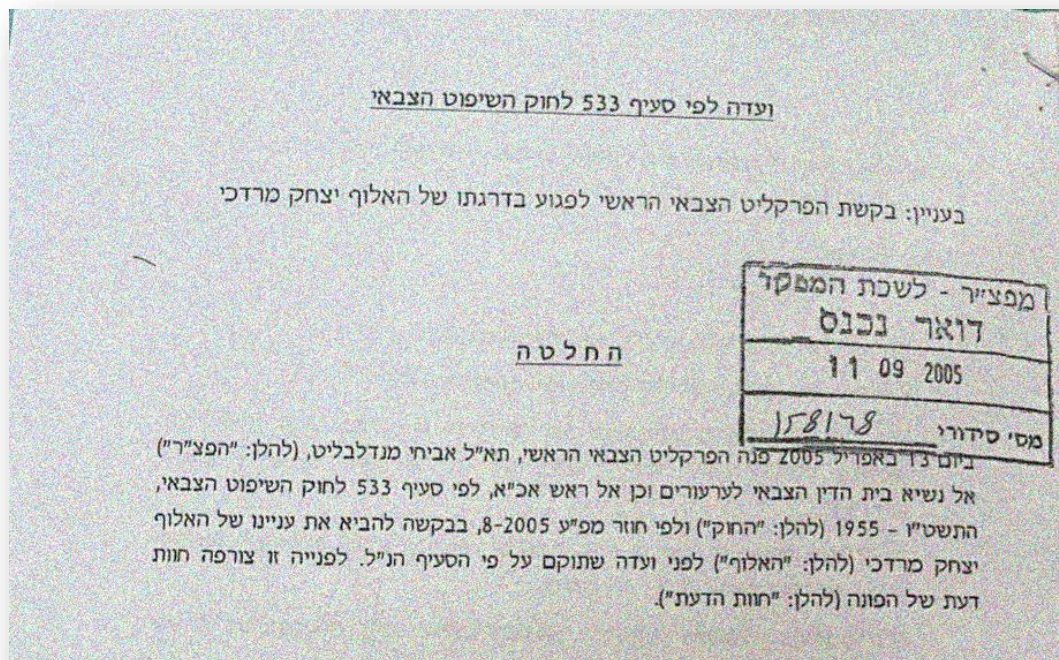 ועדה לפי סעיף 533 לחוק השיפוט הצבאי
בעניין: בקשת הפרקליט הצבאי הראשי לפגוע בדרגתו של האלוף יצחק מרדכי
מפצ״ר - לשכת המפקד
דואר נכנס
11 09 2005
מס׳ סידורי
ה ח ל ט ה
ביום 13 באפריל 2005 פנה הפרקליט הצבאי הראשי, תא״ל אביחי מנדלבליט, (להלן: "הפצ״ר")
אל נשיא בית הדין הצבאי לערעורים וכן אל ראש אכ״א, לפי סעיף 533 לחוק השיפוט הצבאי,
התשט״ו – 1955 (להלן: "החוק") ולפי חוזר מפ״ע 8-2005, בבקשה להביא את עניינו של האלוף
יצחק מרדכי (להלן: "האלוף") לפני ועדה שתוקם על פי הסעיף הנ״ל. לפנייה זו צורפה חוות
דעת של הפונה (להלן: "חוות הדעת").